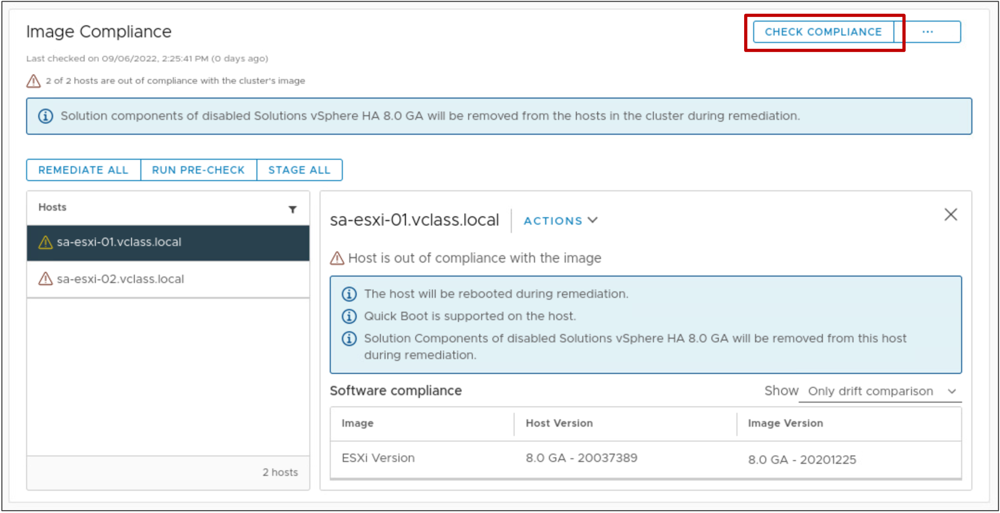 Image Compliance
CHECK COMPLIANCE
...
Last checked on 09/06/2022, 2:25:41 PM (0 days ago)
2 of 2 hosts are out of compliance with the cluster's image
Solution components of disabled Solutions vSphere HA 8.0 GA will be removed from the hosts in the cluster during remediation.
REMEDIATE ALL
RUN PRE-CHECK
STAGE ALL
Hosts
sa-esxi-01.vclass.local
sa-esxi-02.vclass.local
2 hosts
sa-esxi-01.vclass.local
ACTIONS
Host is out of compliance with the image
The host will be rebooted during remediation.
Quick Boot is supported on the host.
Solution Components of disabled Solutions vSphere HA 8.0 GA will be removed from this host
during remediation.
Software compliance
Show Only drift comparison
Image
Host Version
Image Version
ESXi Version
8.0 GA - 20037389
8.0 GA - 20201225